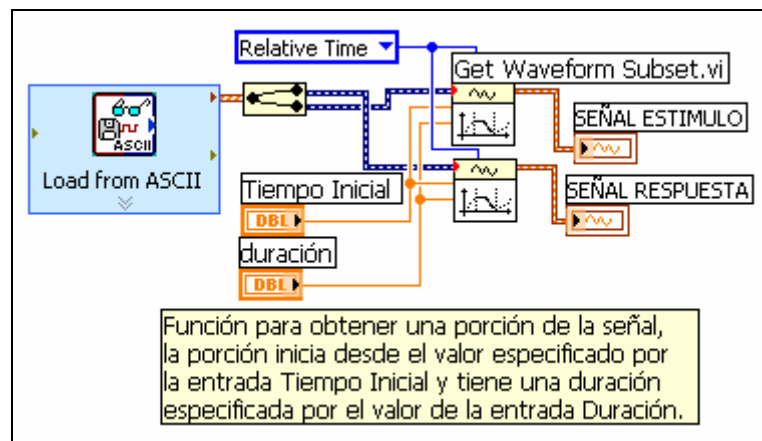 Relative Time
Get Waveform Subset.vi
SEÑAL ESTIMULO
ASCII
Load from ASCII
Tiempo Inicial
SEÑAL RESPUESTA
DBL
duración
DBL
Función para obtener una porción de la señal,
la porción inicia desde el valor especificado por
la entrada Tiempo Inicial y tiene una duración
especificada por el valor de la entrada Duración.